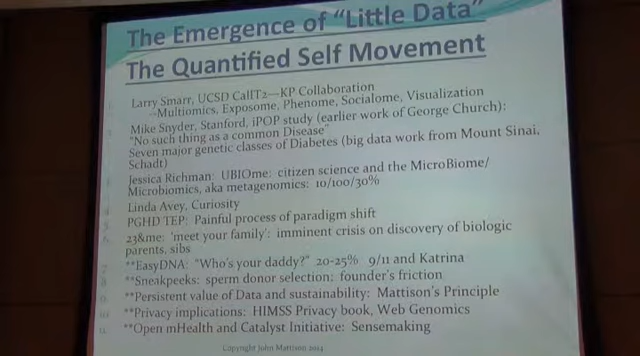 The Emergence of "Little Data"
The Quantified Self Movement
Larry Smarr, UCSD CalIT2—KP Collaboration
--Multiomics, Exposome, Phenome, Socialome, Visualization
Mike Snyder, Stanford, iPOP study (earlier work of George Church):
"No such thing as a common Disease"
Seven major genetic classes of Diabetes (big data work from Mount Sinai,
Schadt)
Jessica Richman: UBIOme: citizen science and the MicroBiome/
Microbiomics, aka metagenomics: 10/100/30%
Linda Avey, Curiosity
PGHD TEP: Painful process of paradigm shift
23&me: 'meet your family': imminent crisis on discovery of biologic
parents, sibs
**EasyDNA: "Who's your daddy?" 20-25% 9/11 and Katrina
**Sneakpeeks: sperm donor selection: founder's friction
**Persistent value of Data and sustainability: Mattison's Principle
**Privacy implications: HIMSS Privacy book, Web Genomics
**Open mHealth and Catalyst Initiative: Sensemaking
Copyright John Mattison 2014